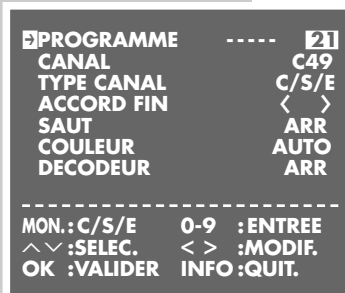 PROGRAMME ----- 21
CANAL C49
TYPE CANAL C/S/E
ACCORD FIN < >
SAUT ARR
COULEUR AUTO
DECODEUR ARR
MON.: C/S/E 0-9 : ENTREE
:SELEC. < > :MODIF.
OK :VALIDER INFO :QUIT.